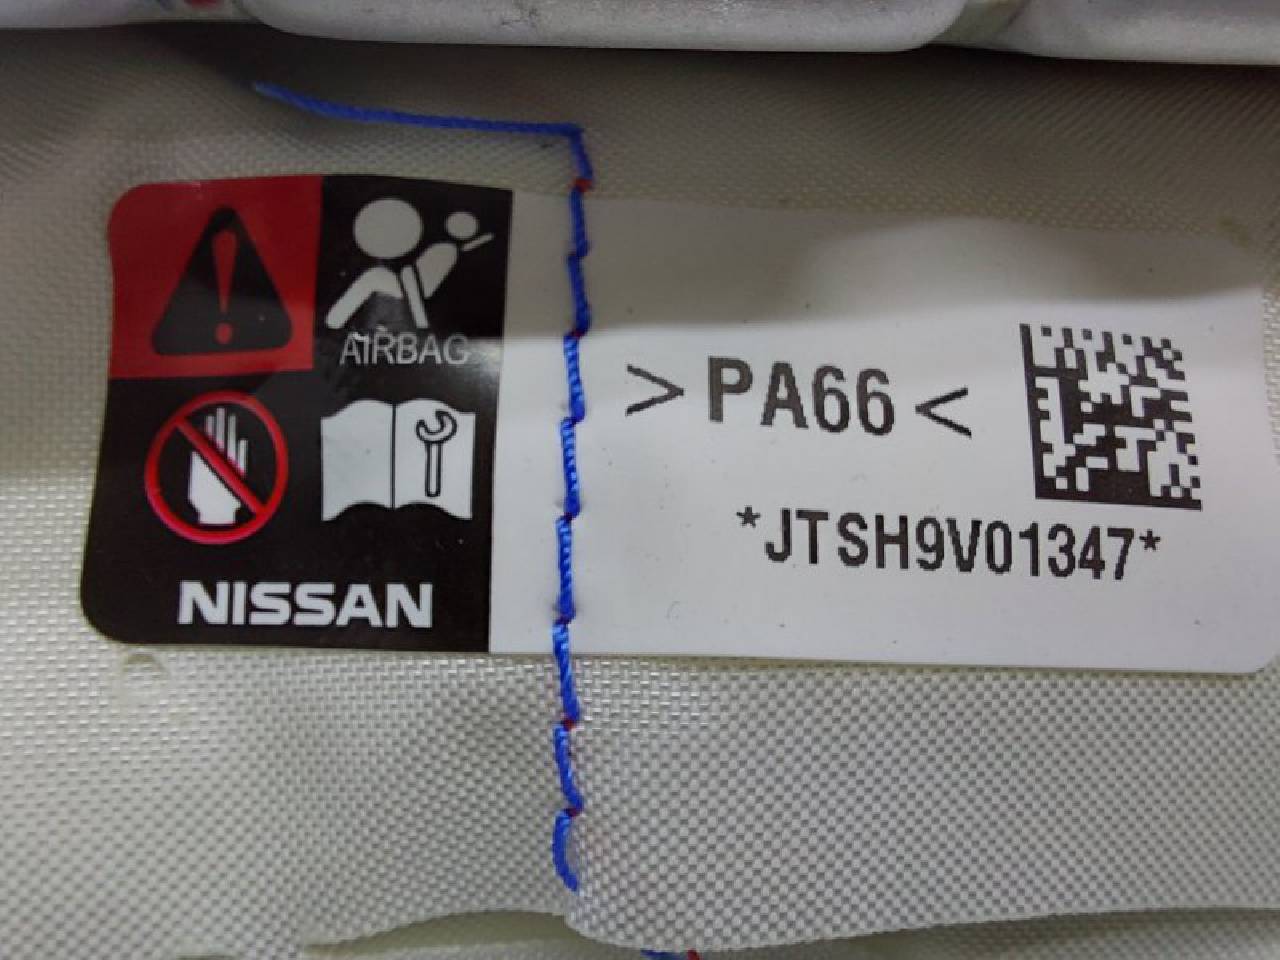 AIRBAG
NISSAN
>PA66<
*JTSH9V01347*